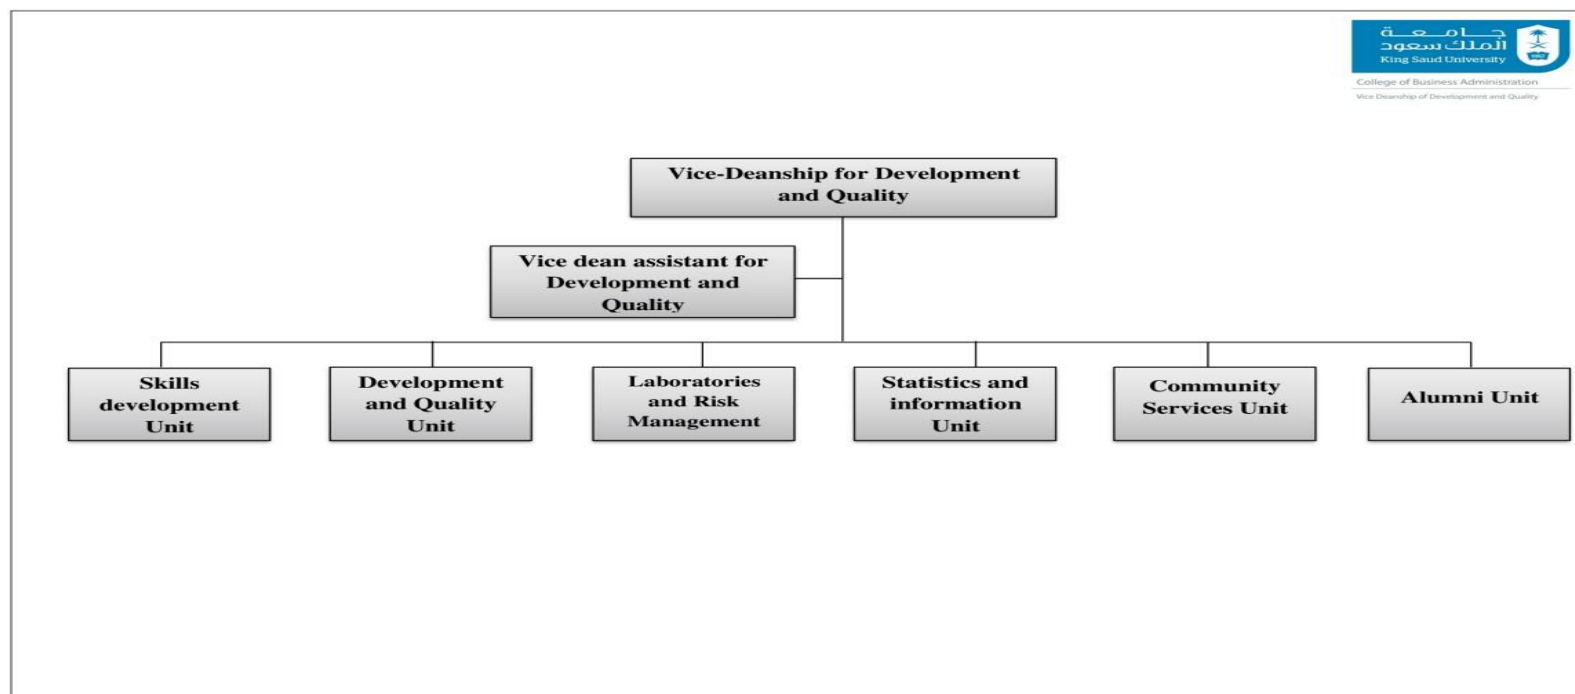 جامعة
الملك سعود
King Saud University
College of Business Administration
Vice Deanship of Development and Quality
Vice-Deanship for Development
and Quality
Vice dean assistant for
Development and
Quality
Skills
development
Unit
Development
and Quality
Unit
Laboratories
and Risk
Management
Statistics and
information
Unit
Community
Services Unit
Alumni Unit